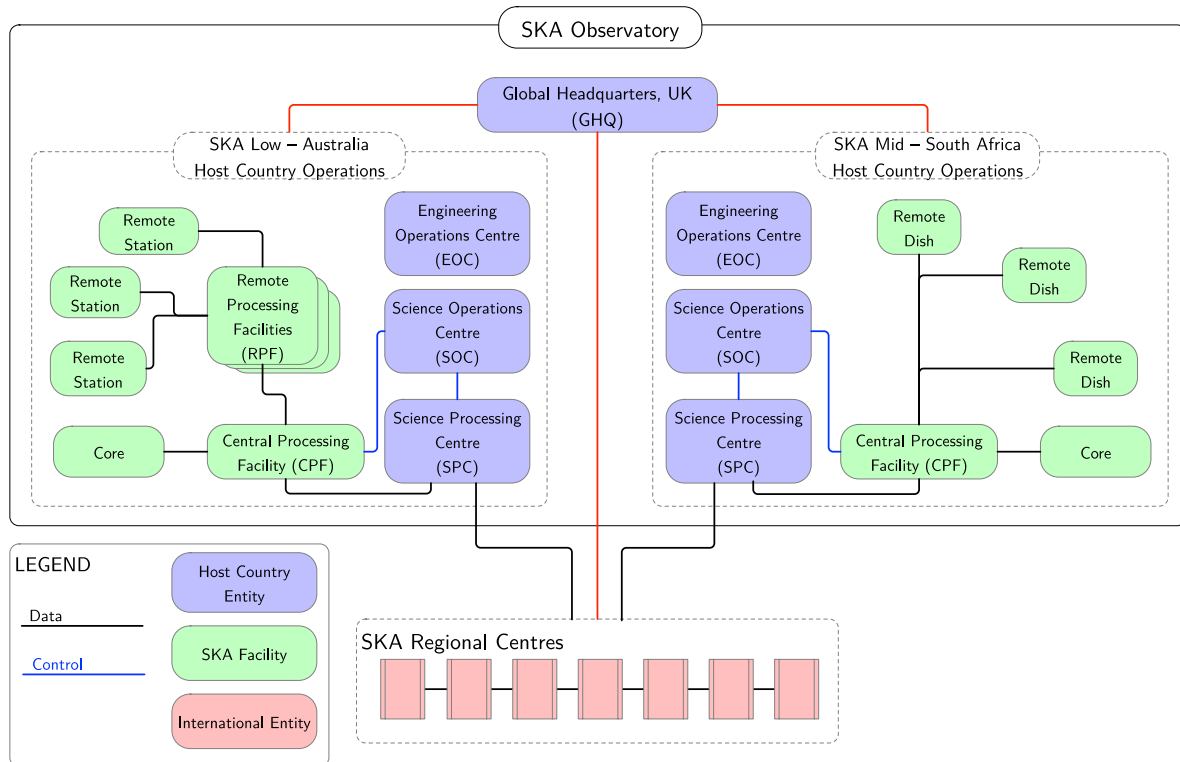 SKA Observatory
Global Headquarters, UK
(GHQ)
SKA Low – Australia
Host Country Operations
Remote
Station
Remote
Station
Remote
Station
Remote
Processing
Facilities
(RPF)
Core
Central Processing
Facility (CPF)
Engineering
Operations Centre
(EOC)
Science Operations
Centre
(SOC)
Science Processing
Centre
(SPC)
SKA Mid – South Africa
Host Country Operations
Engineering
Operations Centre
(EOC)
Science Operations
Centre
(SOC)
Science Processing
Centre
(SPC)
Remote
Dish
Remote
Dish
Remote
Dish
Central Processing
Facility (CPF)
Core
LEGEND
Data
Control
Host Country
Entity
SKA Facility
International Entity
SKA Regional Centres